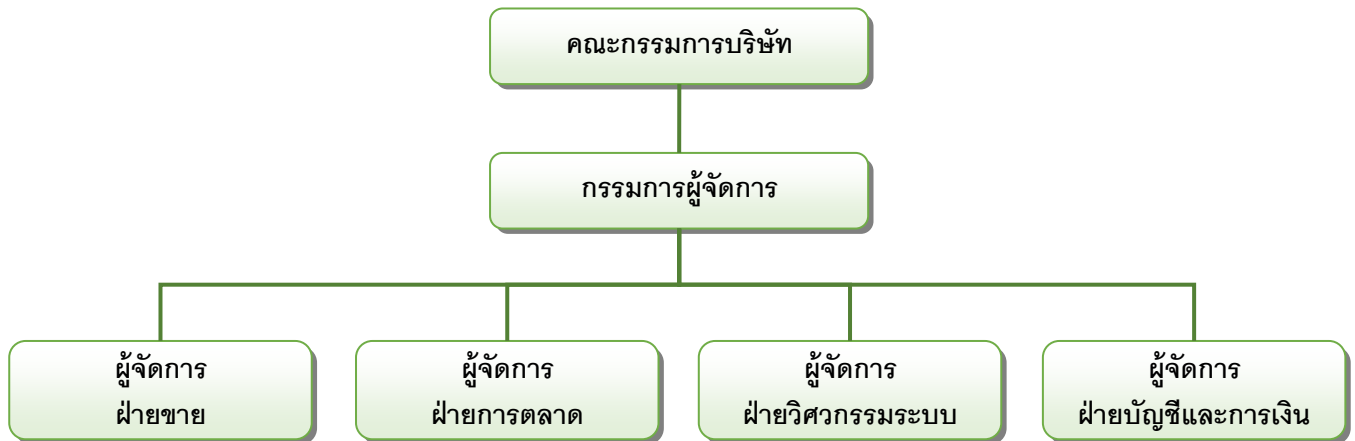 คณะกรรมการบริษัท
กรรมการผู้จัดการ
ผู้จัดการ
ฝ่ายขาย
ผู้จัดการ
ฝ่ายการตลาด
ผู้จัดการ
ฝ่ายวิศวกรรมระบบ
ผู้จัดการ
ฝ่ายบัญชีและการเงิน